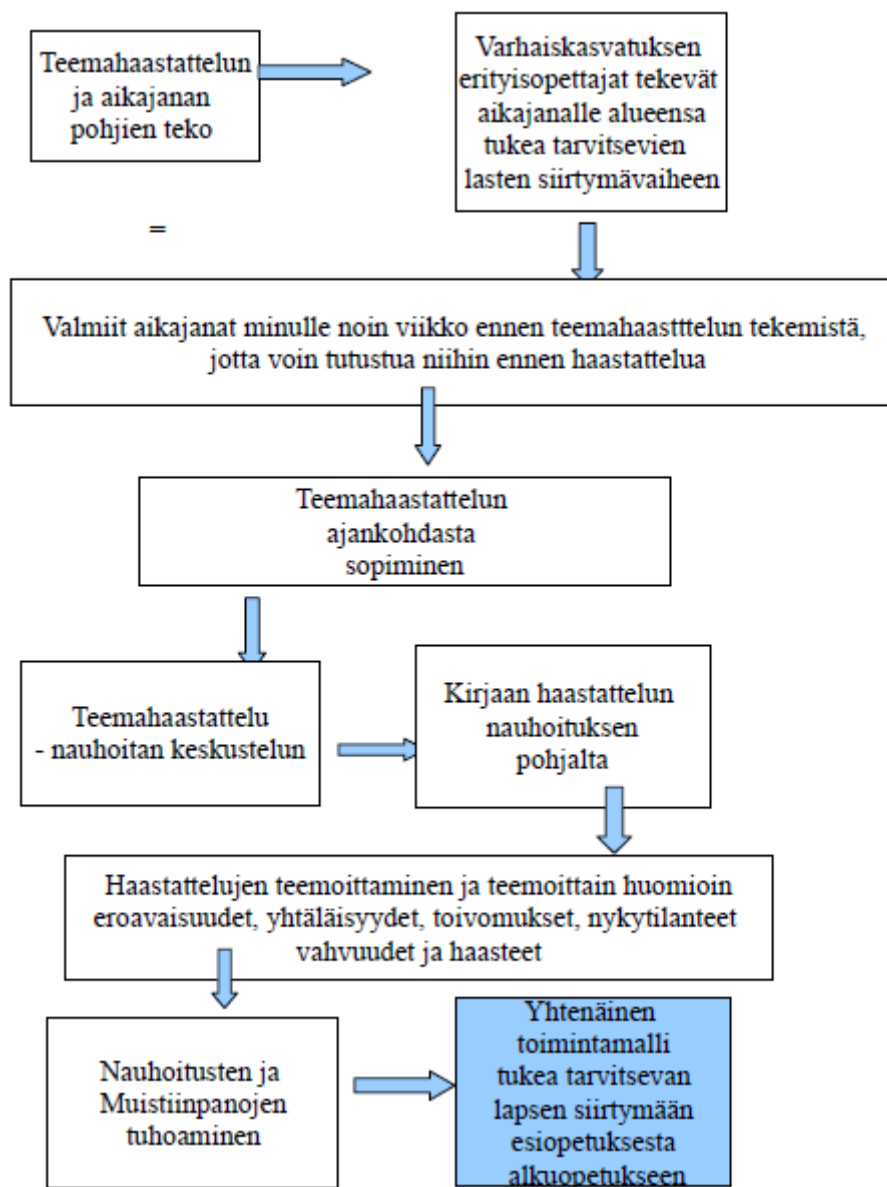 Teemahaastattelun
ja aikajanan
pohjien teko
Varhaiskasvatuksen
erityisopettajat tekevät
aikajanalle alueensa
tukea tarvitsevien
lasten siirtymävaiheen
=
Valmiit aikajanat minulle noin viikko ennen teemahaastttelun tekemistä,
jotta voin tutustua niihin ennen haastattelua
Teemahaastattelun
ajankohdasta
sopiminen
Teemahaastattelu
- nauhoitan keskustelun
Kirjaan haastattelun
nauhoituksen
pohjalta
Haastattelujen teemoittaminen ja teemoittain huomioin
eroavaisuudet, yhtäläisyydet, toivomukset, nykytilanteet
vahvuudet ja haasteet
Nauhoitusten ja
Muistiinpanojen
tuhoaminen
Yhtenäinen
toimintamalli
tukea tarvitsevan
lapsen siirtymään
esiopetuksesta
alkuopetukseen